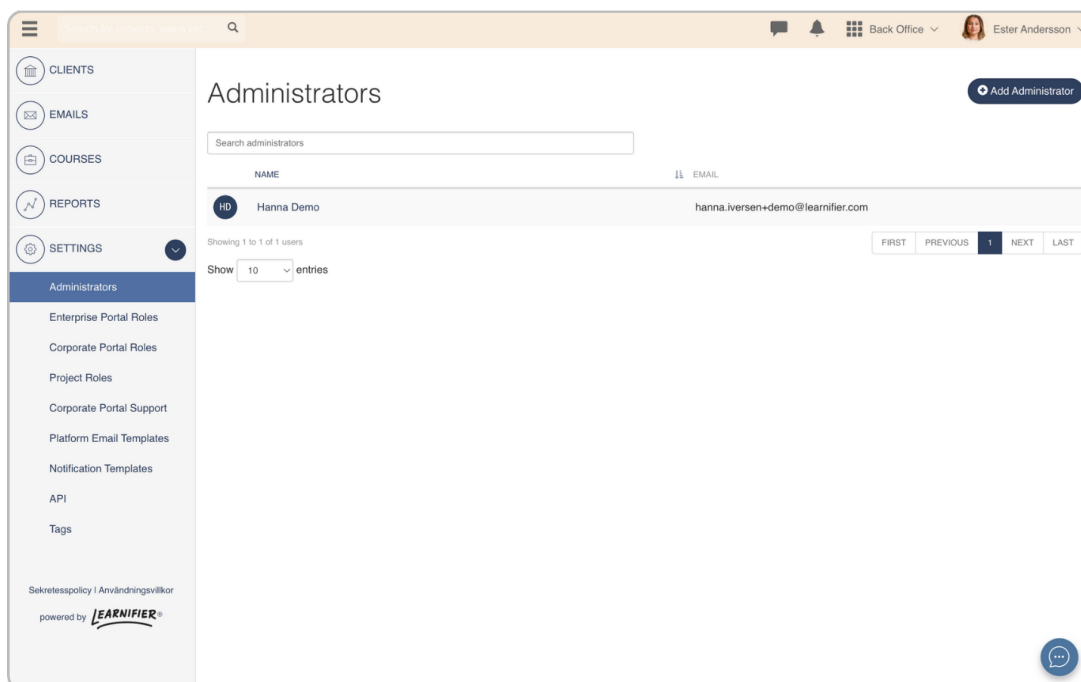 Back Office
Ester Andersson
CLIENTS
EMAILS
COURSES
REPORTS
SETTINGS
Administrators
Enterprise Portal Roles
Corporate Portal Roles
Project Roles
Corporate Portal Support
Platform Email Templates
Notification Templates
API
Tags
Sekretesspolicy | Användningsvillkor
powered by LEARNIFIER®
Administrators
Add Administrator
Search administrators
NAME EMAIL
HD Hanna Demo hanna.iversen+demo@learnifier.com
Showing 1 to 1 of 1 users
FIRST PREVIOUS 1 NEXT LAST
Show 10 entries